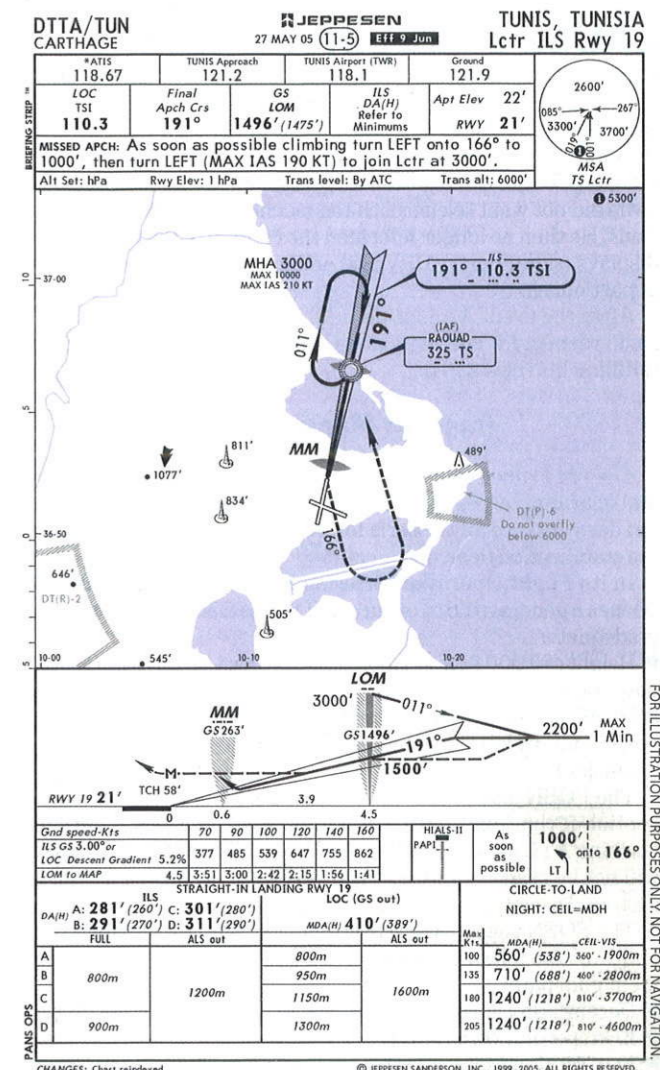 DTTA/TUN
CARTHAGE
JEPPESEN
27 MAY 05 11-5 Eff 9 Jun
TUNIS, TUNISIA
Lctr ILS Rwy 19
BRIEFING STRIP ™
*ATIS
118.67
TUNIS Approach
121.2
TUNIS Airport (TWR)
118.1
Ground
121.9
LOC
TSI
110.3
Final
Apch Crs
191°
GS
LOM
1496' (1475')
ILS
DA(H)
Refer to
Minimums
Apt Elev 22'
RWY 21'
MISSED APCH: As soon as possible climbing turn LEFT onto 166° to
1000', then turn LEFT (MAX IAS 190 KT) to join Lctr at 3000'.
Alt Set: hPa Rwy Elev: 1 hPa Trans level: By ATC Trans alt: 6000'
2600'
085° 267°
3300' 3700'
019° 001°
1
MSA
TS Lctr
1 5300'
10
37-00
MHA 3000
MAX 10000
MAX IAS 210 KT
ILS
191° 110.3 TSI
191°
011°
(IAF)
RAOUAD
325 TS
5
811'
MM
489'
1077'
834'
DT(P)-6
Do not overfly
below 6000
166°
0
36-50
646'
DT(R)-2
505'
545'
5
10-00
10-10
10-20
LOM
3000'
011°
MM
GS263'
GS1496'
191°
2200'
MAX
1 Min
1500'
M
TCH 58'
RWY 19 21'
0 0.6 3.9 4.5
Gnd speed-Kts 70 90 100 120 140 160
ILS GS 3.00° or
LOC Descent Gradient 5.2% 377 485 539 647 755 862
LOM to MAP 4.5 3:51 3:00 2:42 2:15 1:56 1:41
HIALS-II
PAPI
As
soon
as
possible
1000'
LT
onto 166°
STRAIGHT-IN LANDING RWY 19
ILS
DA(H) A: 281' (260') C: 301' (280')
B: 291' (270') D: 311' (290')
LOC (GS out)
MDA(H) 410' (389')
CIRCLE-TO-LAND
NIGHT: CEIL=MDH
FULL ALS out ALS out
Max
Kts. MDA(H) CEIL-VIS
A 800m 100 560' (538') 360' - 1900m
B 800m 950m 135 710' (688') 460' - 2800m
1200m 1600m
C 1150m 180 1240' (1218') 810' - 3700m
D 900m 1300m 205 1240' (1218') 810' - 4600m
PANS OPS
CHANGES: Chart reindexed.
© JEPPESEN SANDERSON, INC., 1999, 2005. ALL RIGHTS RESERVED.
FOR ILLUSTRATION PURPOSES ONLY. NOT FOR NAVIGATION.